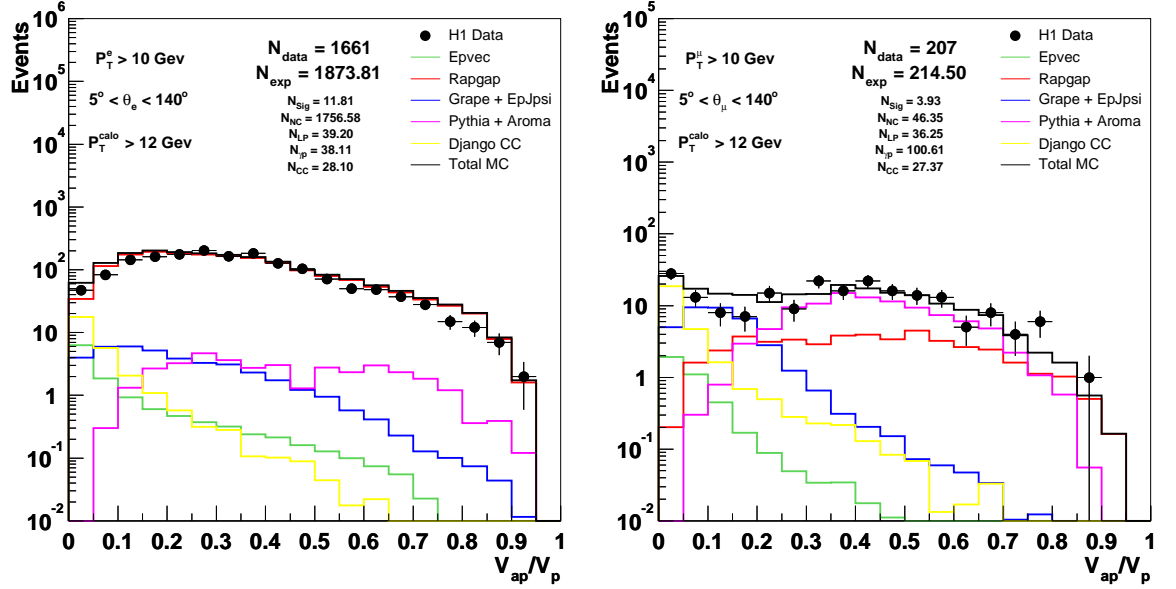 Events
10^6
10^5
10^4
10^3
10^2
10
1
10^-1
10^-2
P_T^e > 10 Gev
5° < θ_e < 140°
P_T^calo > 12 Gev
N_data = 1661
N_exp = 1873.81
N_Sig = 11.81
N_NC = 1756.58
N_LP = 39.20
N_γp = 38.11
N_CC = 28.10
H1 Data
Epvec
Rapgap
Grape + EpJpsi
Pythia + Aroma
Django CC
Total MC
0 0.1 0.2 0.3 0.4 0.5 0.6 0.7 0.8 0.9 1
V_ap/V_p
Events
10^5
10^4
10^3
10^2
10
1
10^-1
10^-2
P_T^μ > 10 Gev
5° < θ_μ < 140°
P_T^calo > 12 Gev
N_data = 207
N_exp = 214.50
N_Sig = 3.93
N_NC = 46.35
N_LP = 36.25
N_γp = 100.61
N_CC = 27.37
H1 Data
Epvec
Rapgap
Grape + EpJpsi
Pythia + Aroma
Django CC
Total MC
0 0.1 0.2 0.3 0.4 0.5 0.6 0.7 0.8 0.9 1
V_ap/V_p